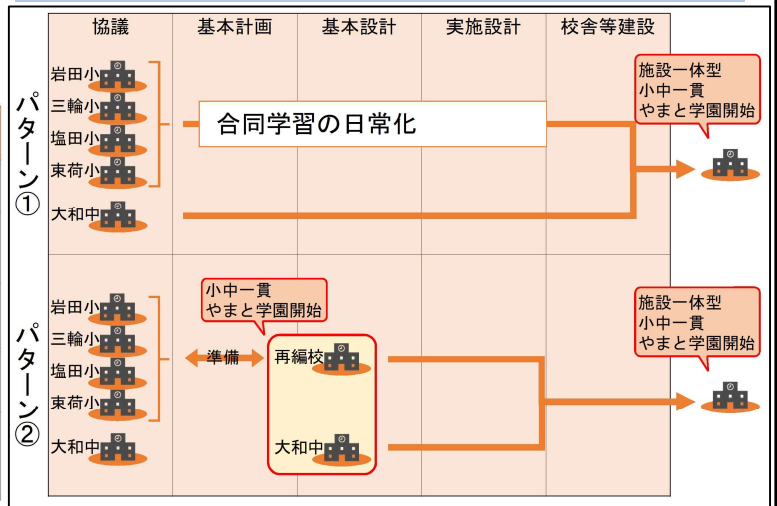 協議
基本計画
基本設計
実施設計
校舎等建設
パターン①
岩田小
三輪小
塩田小
束荷小
大和中
合同学習の日常化
施設一体型
小中一貫
やまと学園開始
パターン②
岩田小
三輪小
塩田小
束荷小
大和中
準備
小中一貫
やまと学園開始
再編校
大和中
施設一体型
小中一貫
やまと学園開始